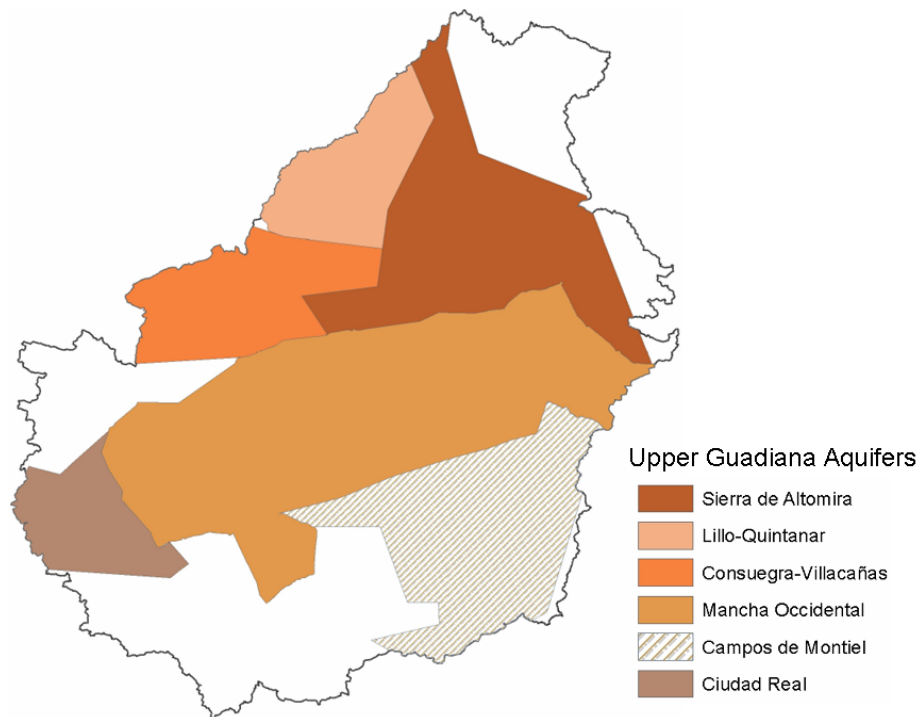 Upper Guadiana Aquifers
Sierra de Altomira
Lillo-Quintanar
Consuegra-Villacañas
Mancha Occidental
Campos de Montiel
Ciudad Real